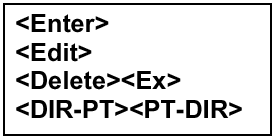 <Enter>
<Edit>
<Delete><Ex>
<DIR-PT><PT-DIR>